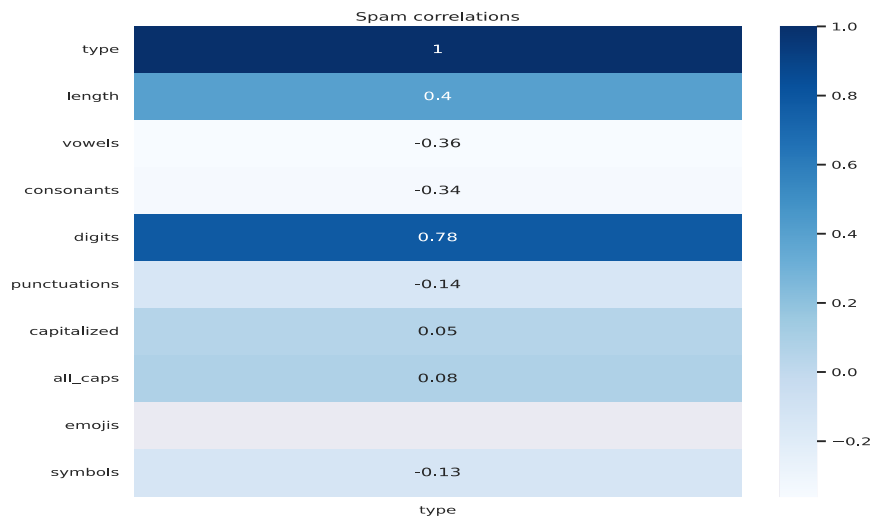 Spam correlations
type 1
length 0.4
vowels -0.36
consonants -0.34
digits 0.78
punctuations -0.14
capitalized 0.05
all_caps 0.08
emojis
symbols -0.13
type
1.0
0.8
0.6
0.4
0.2
0.0
−0.2